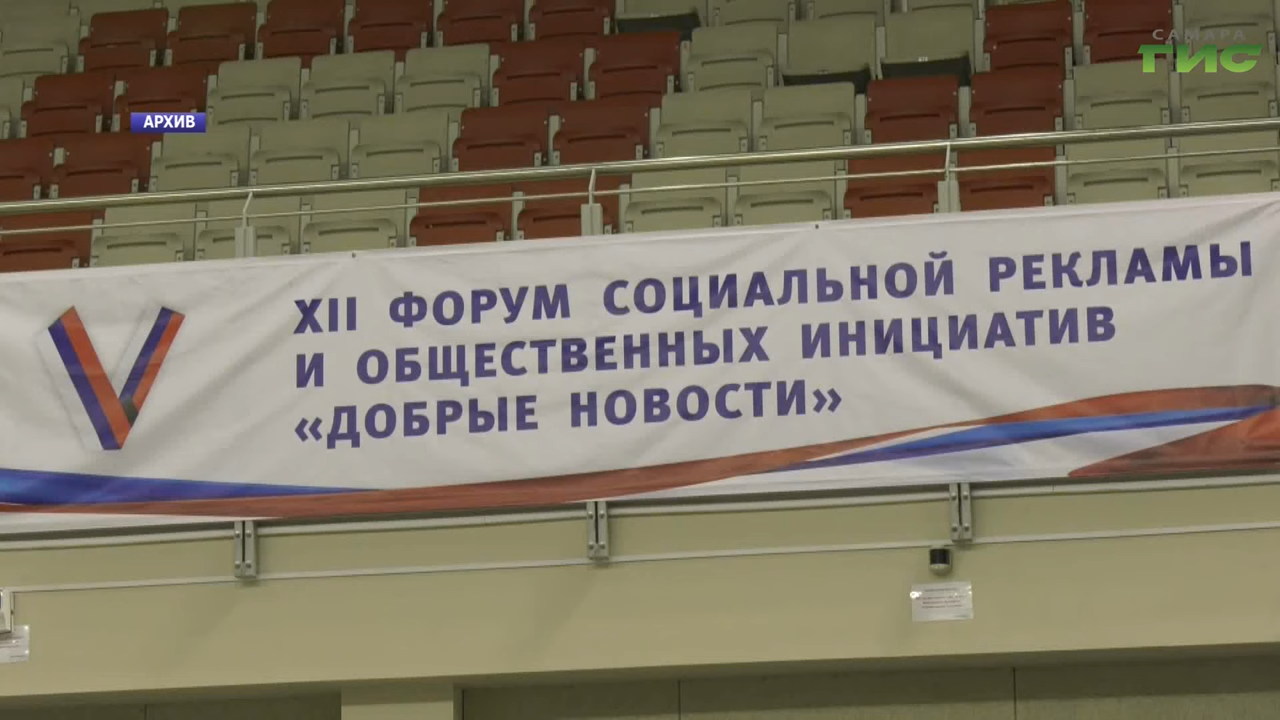 САМАРА
ГИС
АРХИВ
XII ФОРУМ СОЦИАЛЬНОЙ РЕКЛАМЫ
И ОБЩЕСТВЕННЫХ ИНИЦИАТИВ
«ДОБРЫЕ НОВОСТИ»